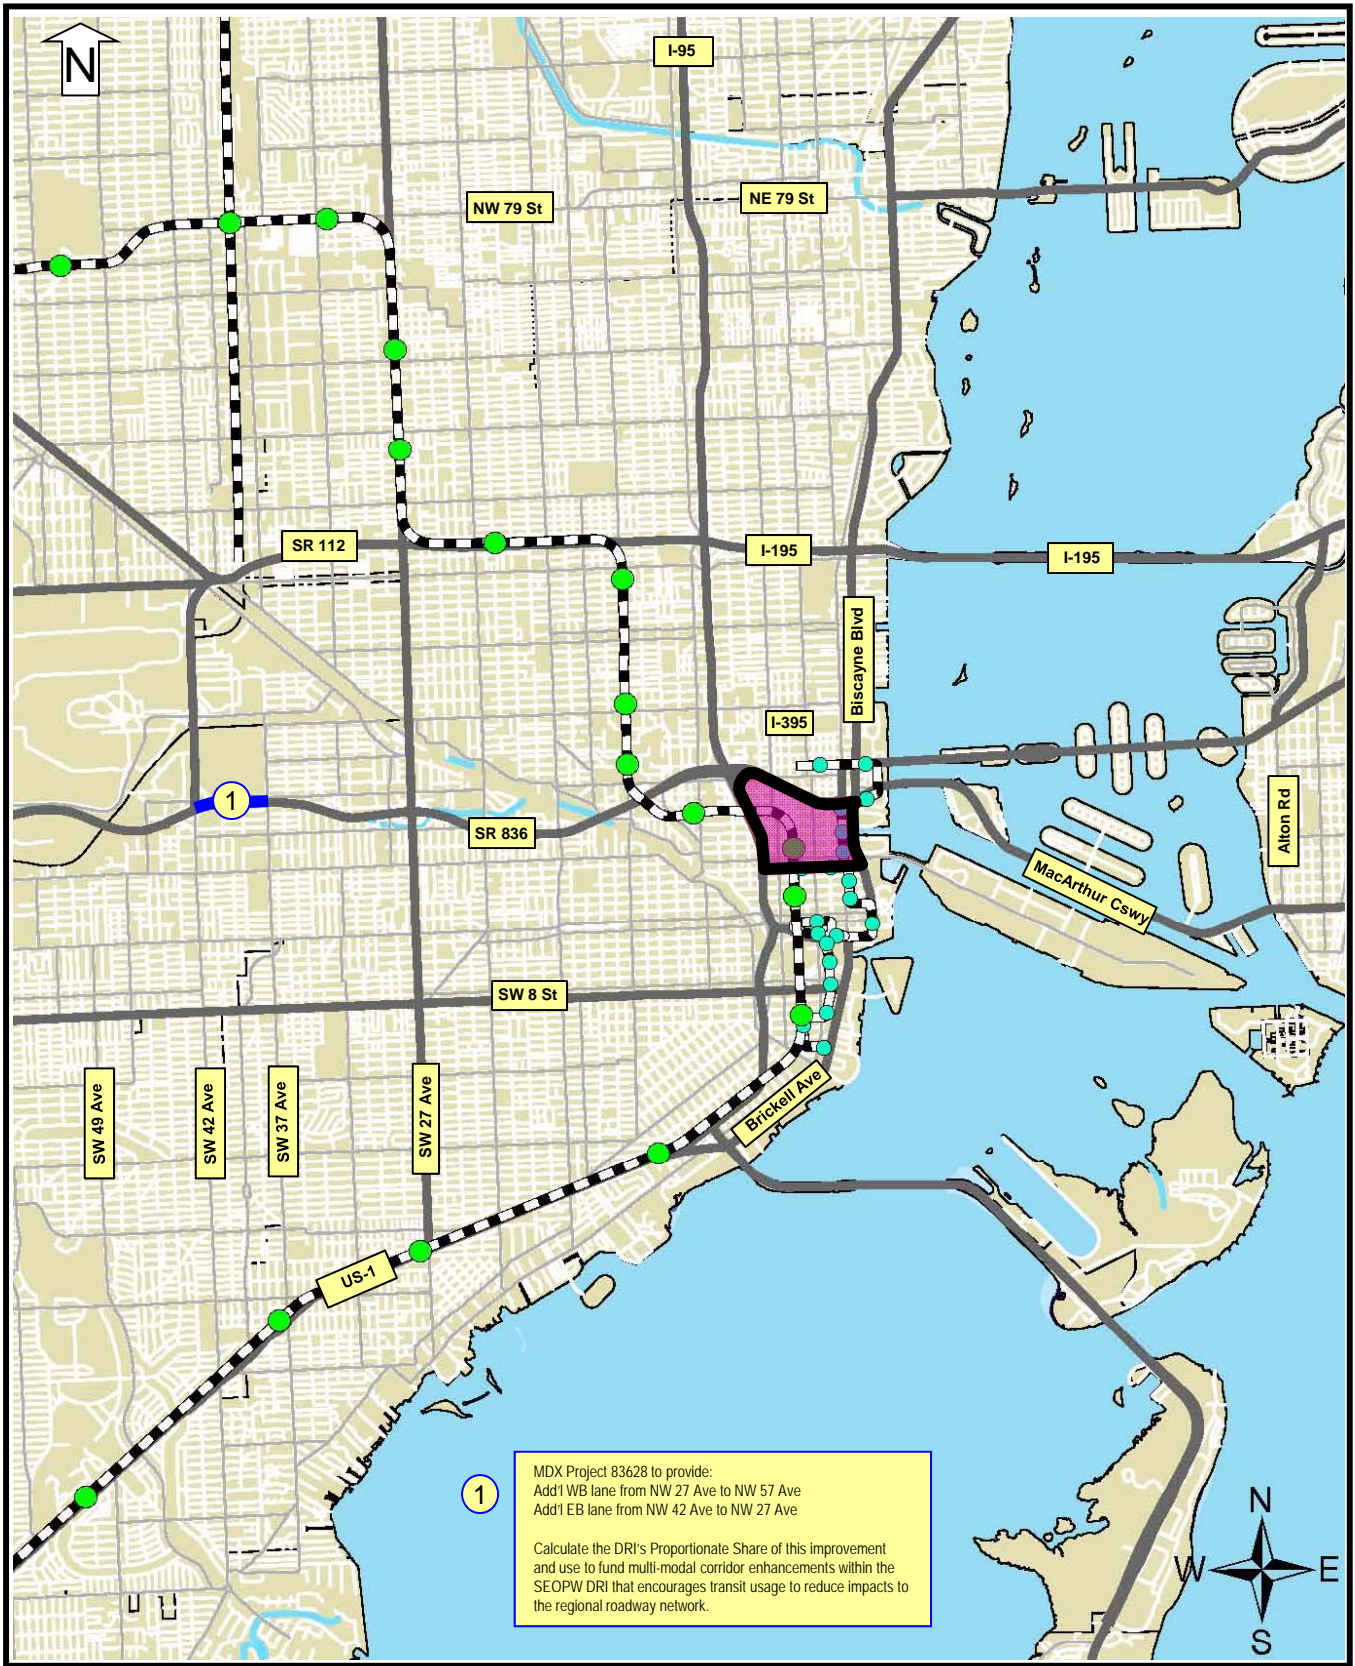 N
I-95
NW 79 St
NE 79 St
SR 112
I-195
I-195
Biscayne Blvd
I-395
1
SR 836
Alton Rd
MacArthur Cswy
SW 8 St
SW 49 Ave
SW 42 Ave
SW 37 Ave
SW 27 Ave
Brickell Ave
US-1
1
MDX Project 83628 to provide:
Add'l WB lane from NW 27 Ave to NW 57 Ave
Add'l EB lane from NW 42 Ave to NW 27 Ave
Calculate the DRI's Proportionate Share of this improvement
and use to fund multi-modal corridor enhancements within the
SEOPW DRI that encourages transit usage to reduce impacts to
the regional roadway network.
N
W
E
S